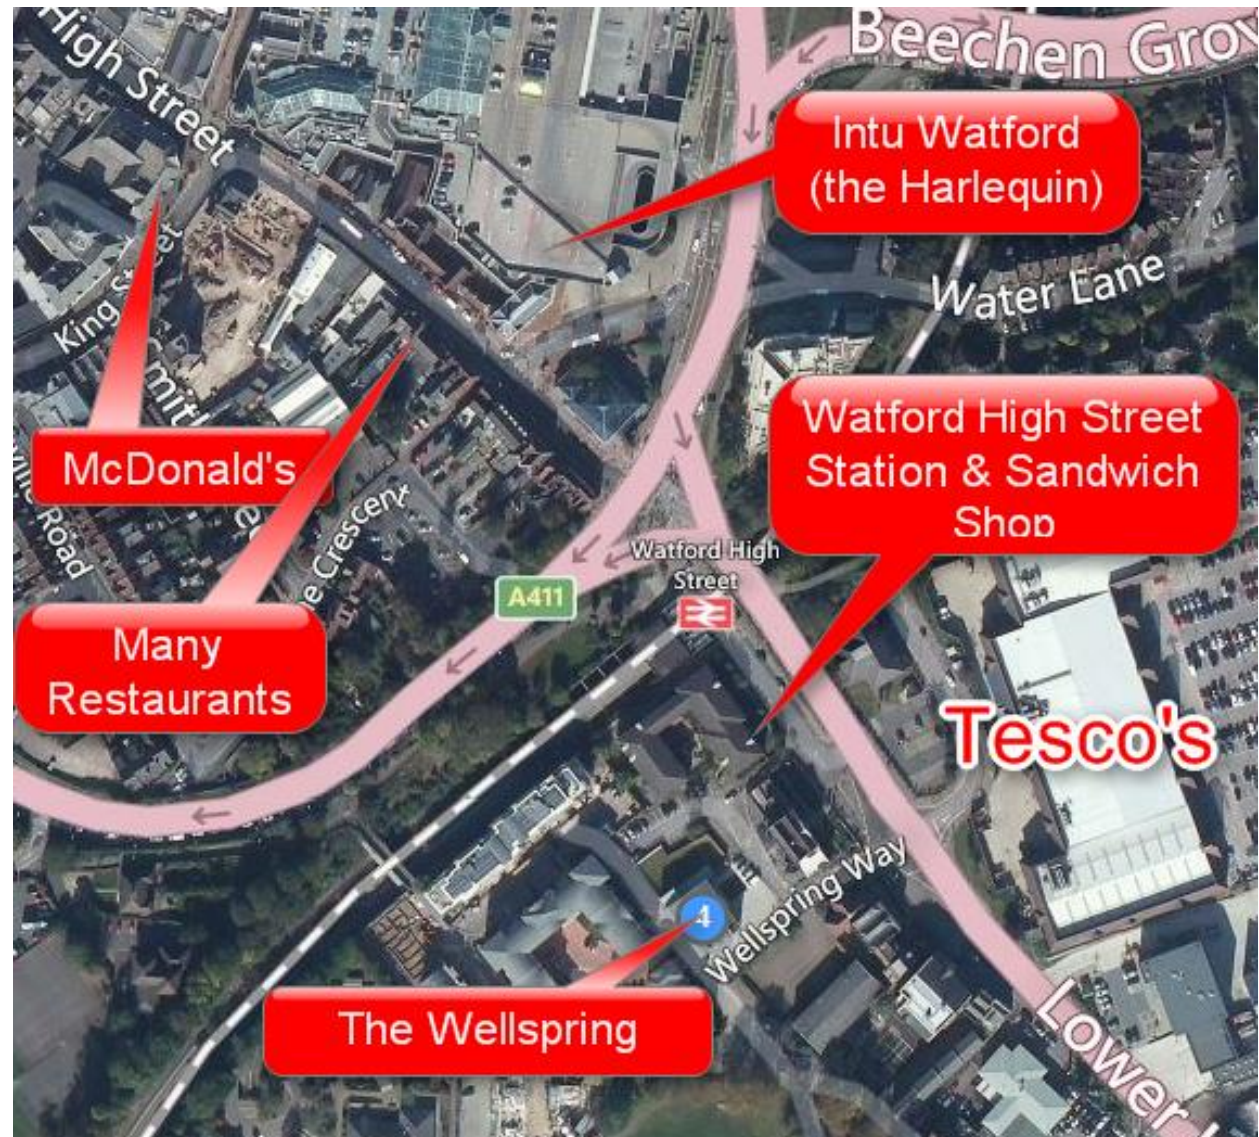 High Street
Beechen Grov
Intu Watford
(the Harlequin)
Water Lane
King Street
McDonald's
Watford High Street
Station & Sandwich
Shop
Road
Crescent
Watford High
Street
A411
Many
Restaurants
Tesco's
Wellspring Way
4
The Wellspring
Lower